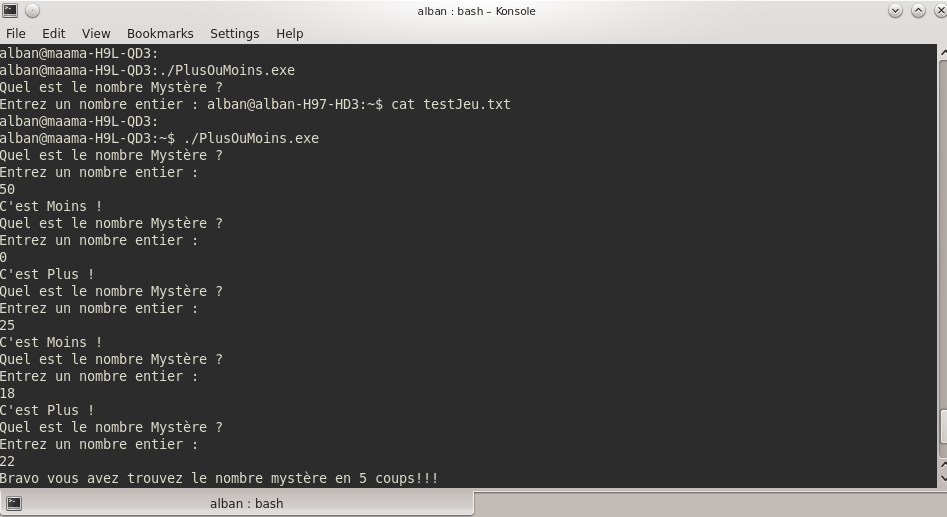 alban : bash – Konsole
File Edit View Bookmarks Settings Help
alban@maama-H9L-QD3:
alban@maama-H9L-QD3:./PlusOuMoins.exe
Quel est le nombre Mystère ?
Entrez un nombre entier : alban@alban-H97-HD3:~$ cat testJeu.txt
alban@maama-H9L-QD3:
alban@maama-H9L-QD3:~$ ./PlusOuMoins.exe
Quel est le nombre Mystère ?
Entrez un nombre entier :
50
C'est Moins !
Quel est le nombre Mystère ?
Entrez un nombre entier :
0
C'est Plus !
Quel est le nombre Mystère ?
Entrez un nombre entier :
25
C'est Moins !
Quel est le nombre Mystère ?
Entrez un nombre entier :
18
C'est Plus !
Quel est le nombre Mystère ?
Entrez un nombre entier :
22
Bravo vous avez trouvez le nombre mystère en 5 coups!!!
alban : bash